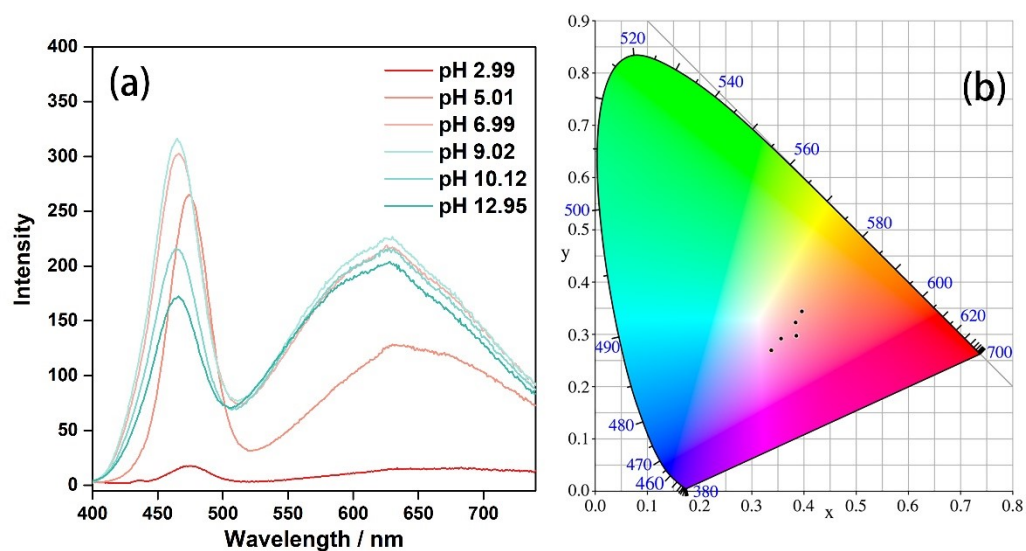 (a)
pH 2.99
pH 5.01
pH 6.99
pH 9.02
pH 10.12
pH 12.95
400
350
300
250
200
150
100
50
0
Intensity
400 450 500 550 600 650 700
Wavelength / nm
(b)
0.9
0.8
0.7
0.6
0.5
y
0.4
0.3
0.2
0.1
0.0
0.0 0.1 0.2 0.3 0.4 0.5 0.6 0.7 0.8
x
520
540
560
580
600
620
700
500
490
480
470
460
380